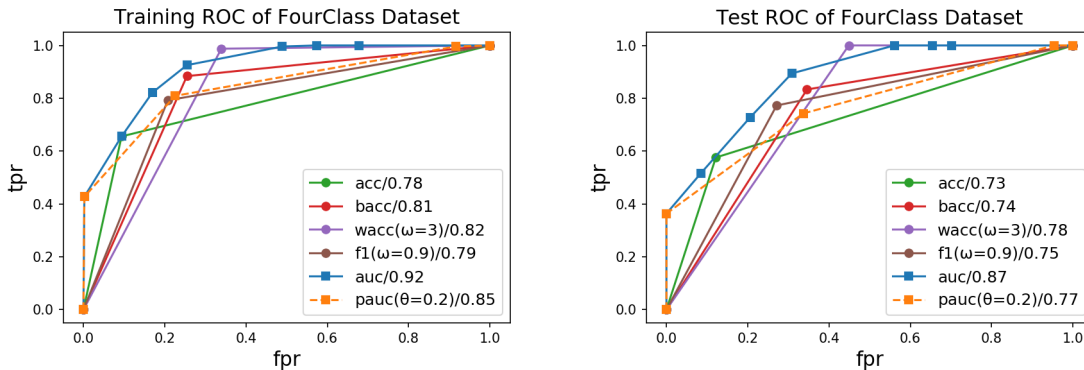 Training ROC of FourClass Dataset
1.0
0.8
0.6
0.4
0.2
0.0
tpr
0.0 0.2 0.4 0.6 0.8 1.0
fpr
acc/0.78
bacc/0.81
wacc(ω=3)/0.82
f1(ω=0.9)/0.79
auc/0.92
pauc(θ=0.2)/0.85
Test ROC of FourClass Dataset
1.0
0.8
0.6
0.4
0.2
0.0
tpr
0.0 0.2 0.4 0.6 0.8 1.0
fpr
acc/0.73
bacc/0.74
wacc(ω=3)/0.78
f1(ω=0.9)/0.75
auc/0.87
pauc(θ=0.2)/0.77